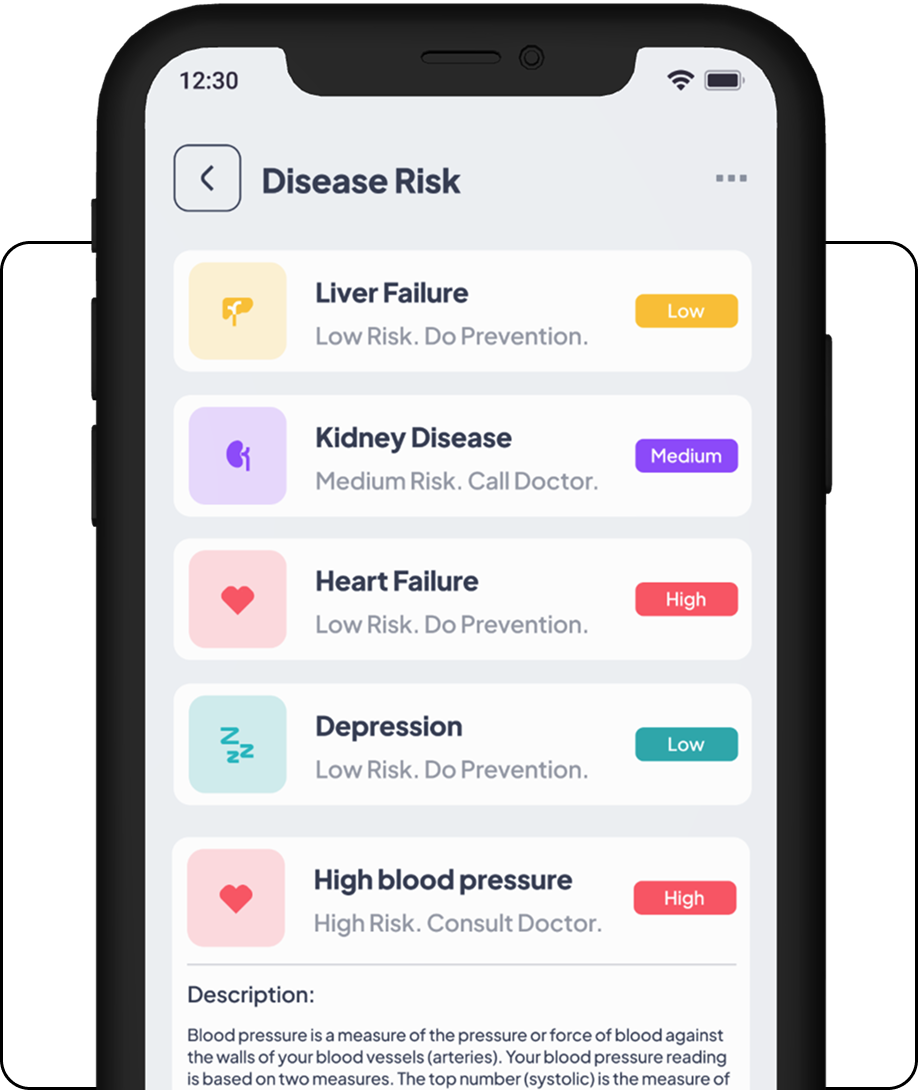 12:30
Disease Risk
Liver Failure
Low Risk. Do Prevention.
Low
Kidney Disease
Medium Risk. Call Doctor.
Medium
Heart Failure
Low Risk. Do Prevention.
High
Depression
Low Risk. Do Prevention.
Low
High blood pressure
High Risk. Consult Doctor.
High
Description:
Blood pressure is a measure of the pressure or force of blood against
the walls of your blood vessels (arteries). Your blood pressure reading
is based on two measures. The top number (systolic) is the measure of